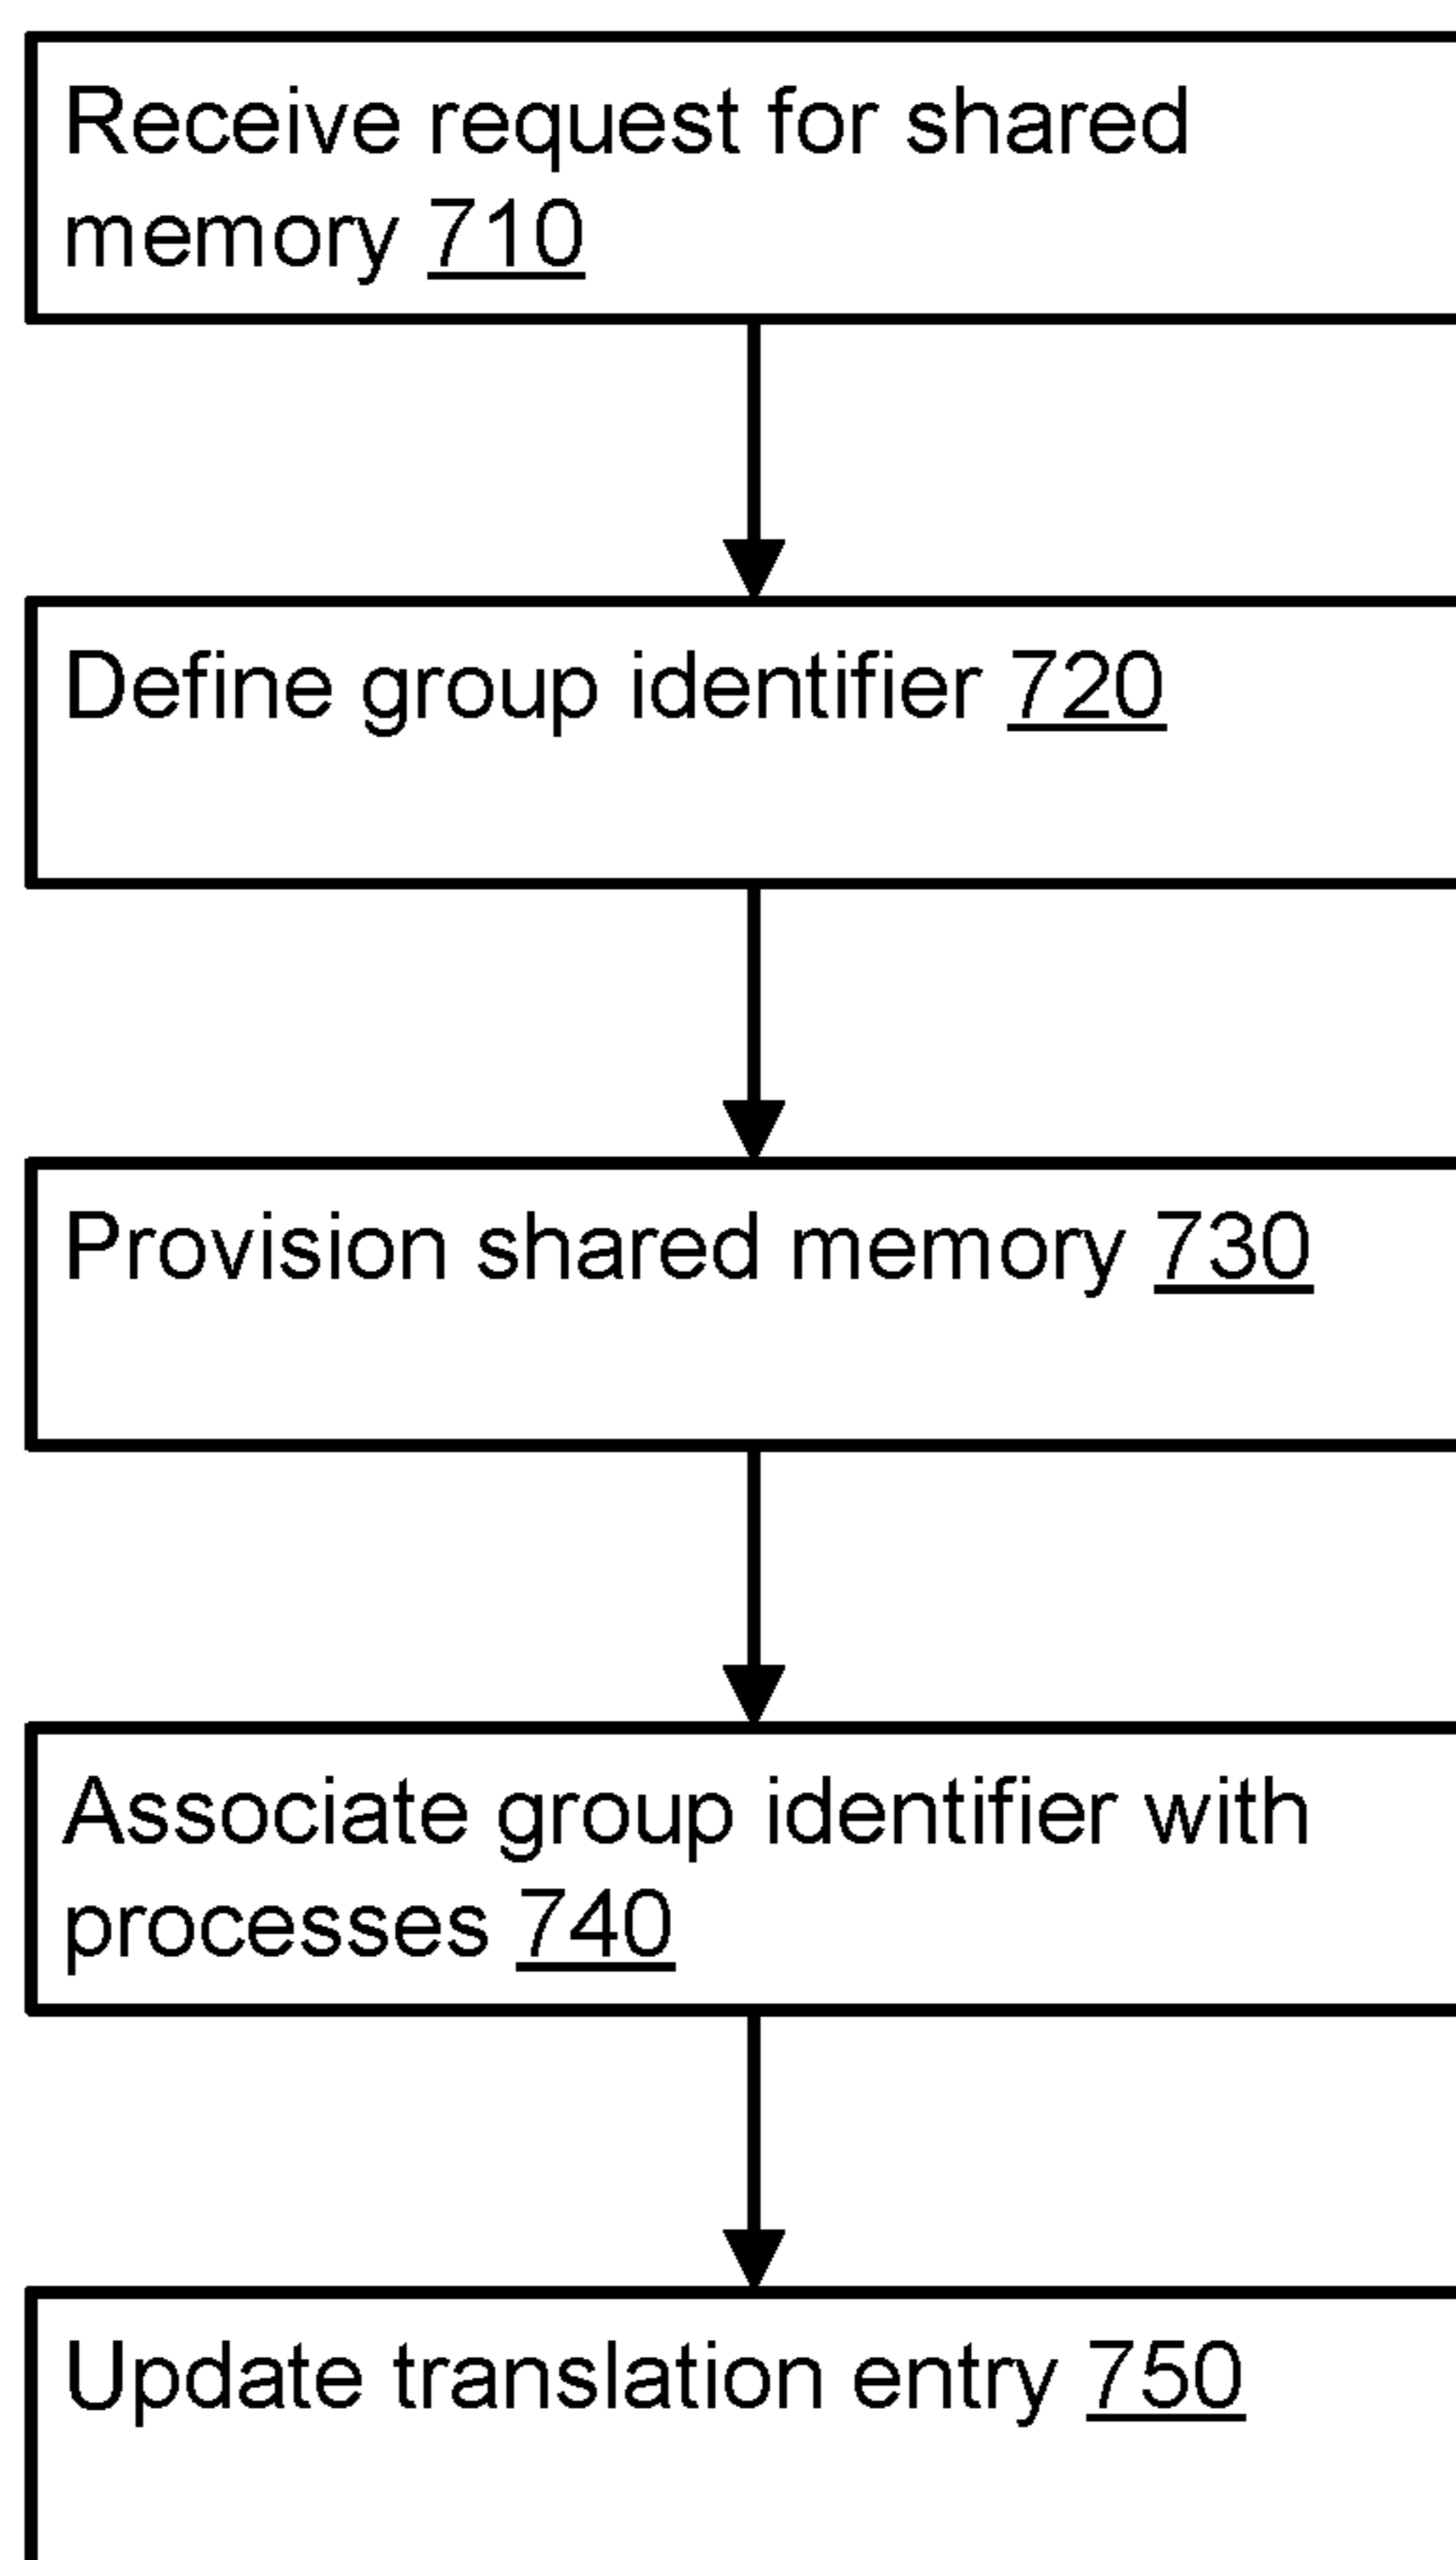 Receive request for shared
memory 710
Define group identifier 720
Provision shared memory 730
Associate group identifier with
processes 740
Update translation entry 750